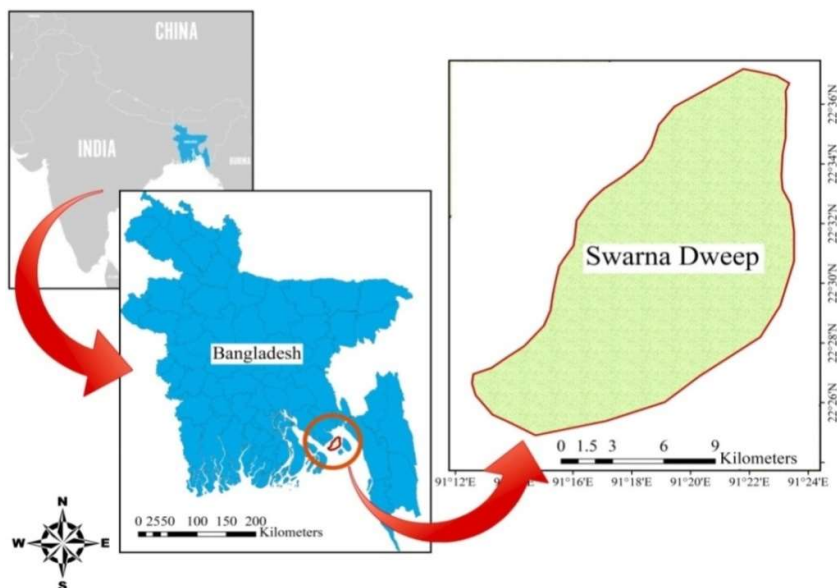 CHINA
INDIA
BURMA
Bangladesh
0 2550 100 150 200
Kilometers
N
W E
S
Swarna Dweep
0 1.5 3 6 9
Kilometers
22°36'N
22°34'N
22°32'N
22°30'N
22°28'N
22°26'N
91°12'E 91°16'E 91°18'E 91°20'E 91°22'E 91°24'E